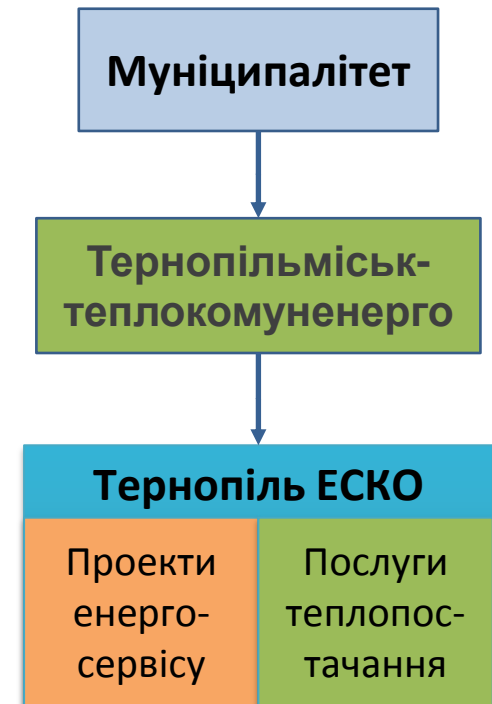 Муніципалітет
Тернопільміськ-
теплокомуненерго
Тернопіль ЕСКО
Проекти
енерго-
сервісу
Послуги
теплопос-
тачання